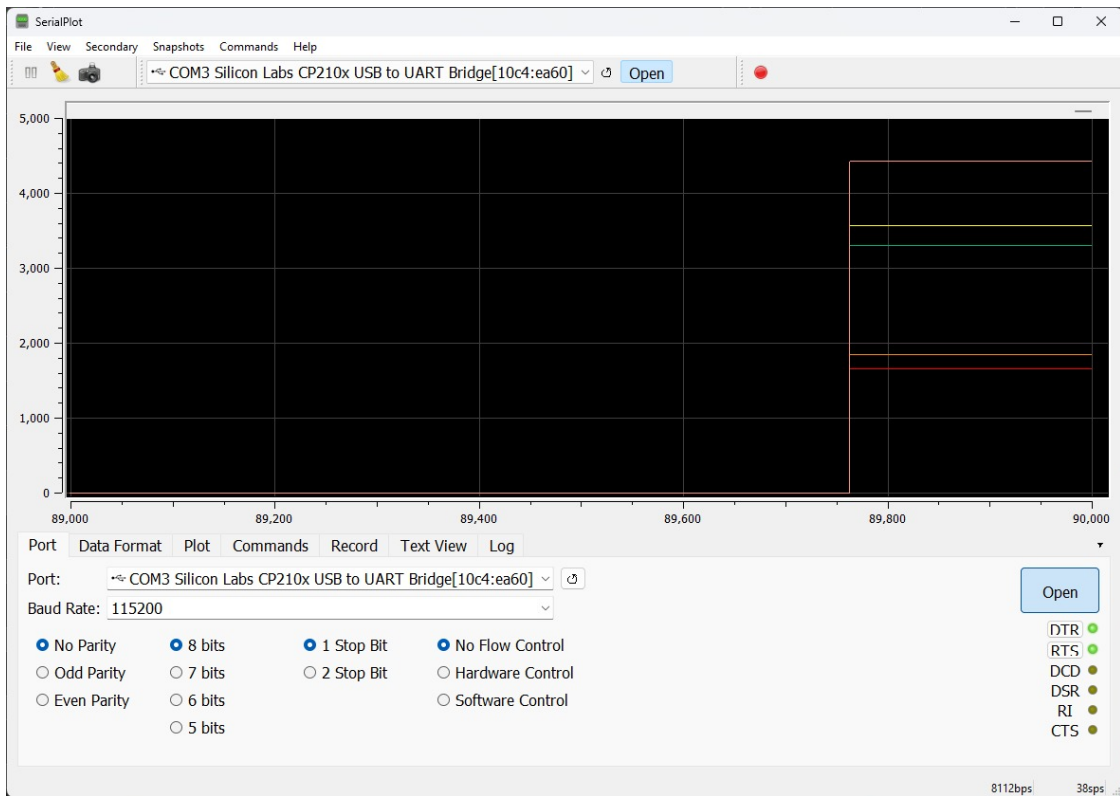 SerialPlot
File View Secondary Snapshots Commands Help
COM3 Silicon Labs CP210x USB to UART Bridge[10c4:ea60] Open
5,000
4,000
3,000
2,000
1,000
0
89,000 89,200 89,400 89,600 89,800 90,000
Port Data Format Plot Commands Record Text View Log
Port: COM3 Silicon Labs CP210x USB to UART Bridge[10c4:ea60]
Open
Baud Rate: 115200
DTR
No Parity 8 bits 1 Stop Bit No Flow Control
RTS
Odd Parity 7 bits 2 Stop Bit Hardware Control
DCD
DSR
Even Parity 6 bits Software Control
RI
5 bits
CTS
8112bps 38sps